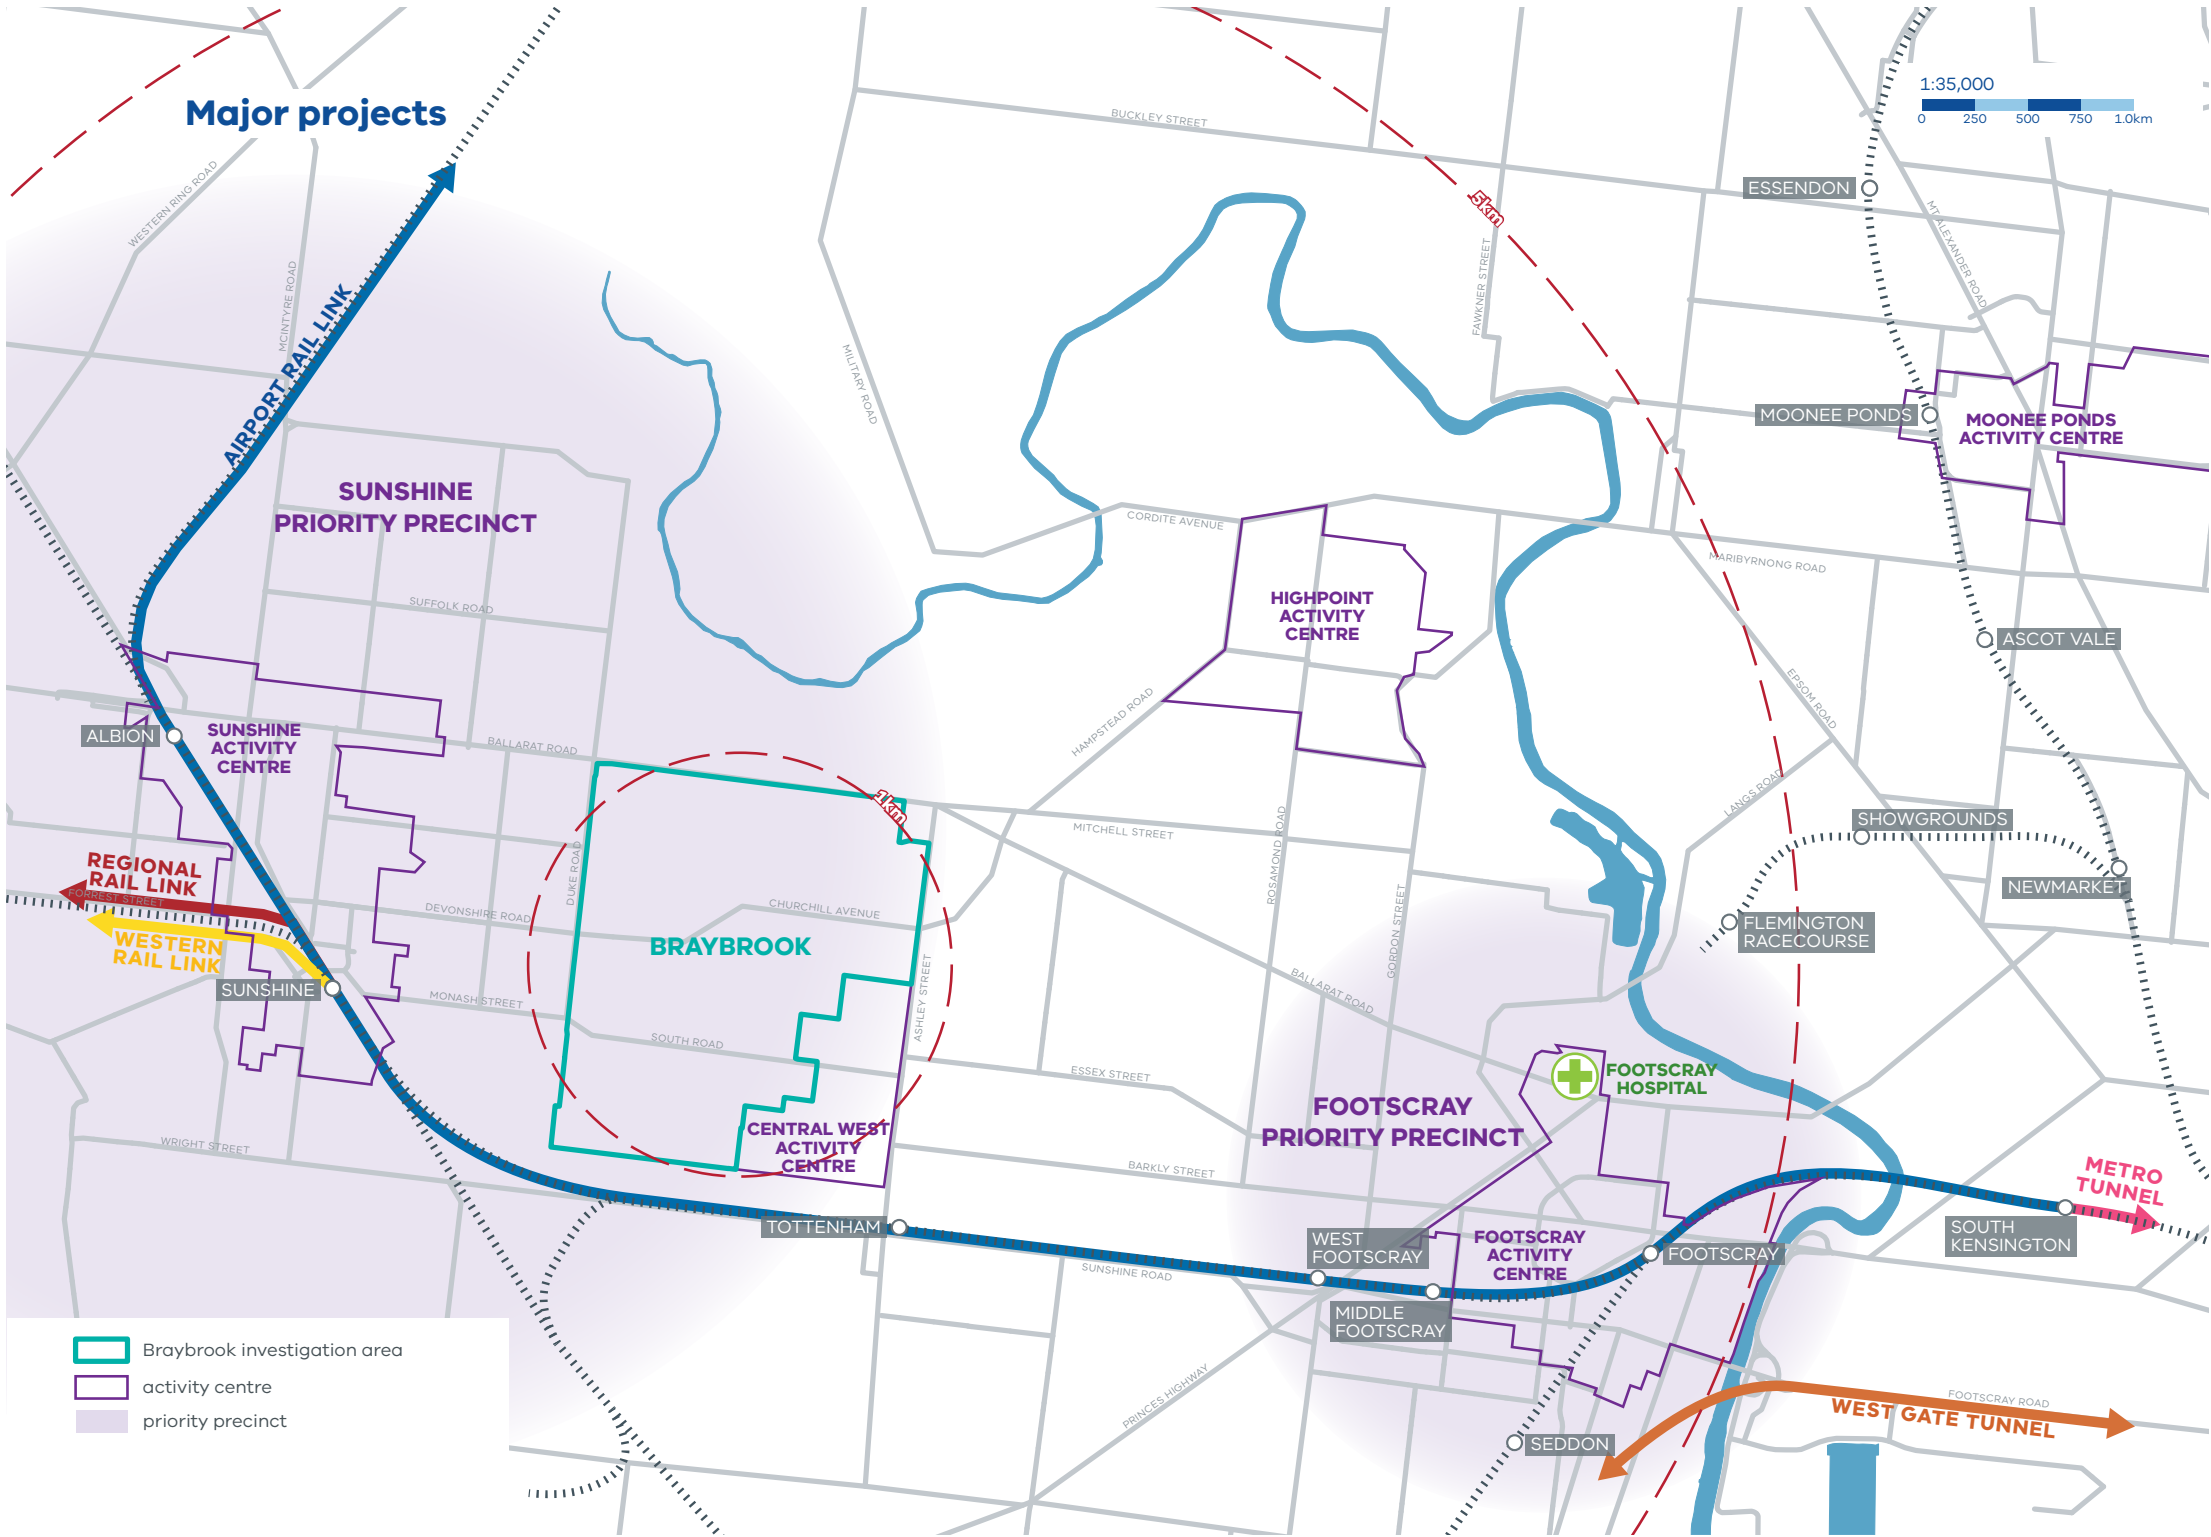 Major projects
1:35,000
0 250 500 750 1.0km
BUCKLEY STREET
WESTERN RING ROAD
ESSENDON
5km
MT ALEXANDER ROAD
FAWKNER STREET
MCINTYRE ROAD
AIRPORT RAIL LINK
MILITARY ROAD
MOONEE PONDS
MOONEE PONDS
ACTIVITY CENTRE
SUNSHINE
PRIORITY PRECINCT
CORDITE AVENUE
MARIBYRNONG ROAD
SUFFOLK ROAD
HIGHPOINT
ACTIVITY
CENTRE
ASCOT VALE
EPSOM ROAD
HAMPSTEAD ROAD
ALBION
SUNSHINE
ACTIVITY
CENTRE
BALLARAT ROAD
LANGS ROAD
1km
MITCHELL STREET
SHOWGROUNDS
ROSAMOND ROAD
DUKE ROAD
REGIONAL
RAIL LINK
FORREST STREET
NEWMARKET
DEVONSHIRE ROAD
CHURCHILL AVENUE
GORDON STREET
FLEMINGTON
RACECOURSE
WESTERN
RAIL LINK
BRAYBROOK
SUNSHINE
MONASH STREET
ASHLEY STREET
BALLARAT ROAD
SOUTH ROAD
ESSEX STREET
FOOTSCRAY
HOSPITAL
FOOTSCRAY
PRIORITY PRECINCT
CENTRAL WEST
ACTIVITY
CENTRE
WRIGHT STREET
BARKLY STREET
METRO
TUNNEL
TOTTENHAM
WEST
FOOTSCRAY
FOOTSCRAY
ACTIVITY
CENTRE
FOOTSCRAY
SOUTH
KENSINGTON
SUNSHINE ROAD
MIDDLE
FOOTSCRAY
Braybrook investigation area
activity centre
priority precinct
PRINCES HIGHWAY
FOOTSCRAY ROAD
WEST GATE TUNNEL
SEDDON